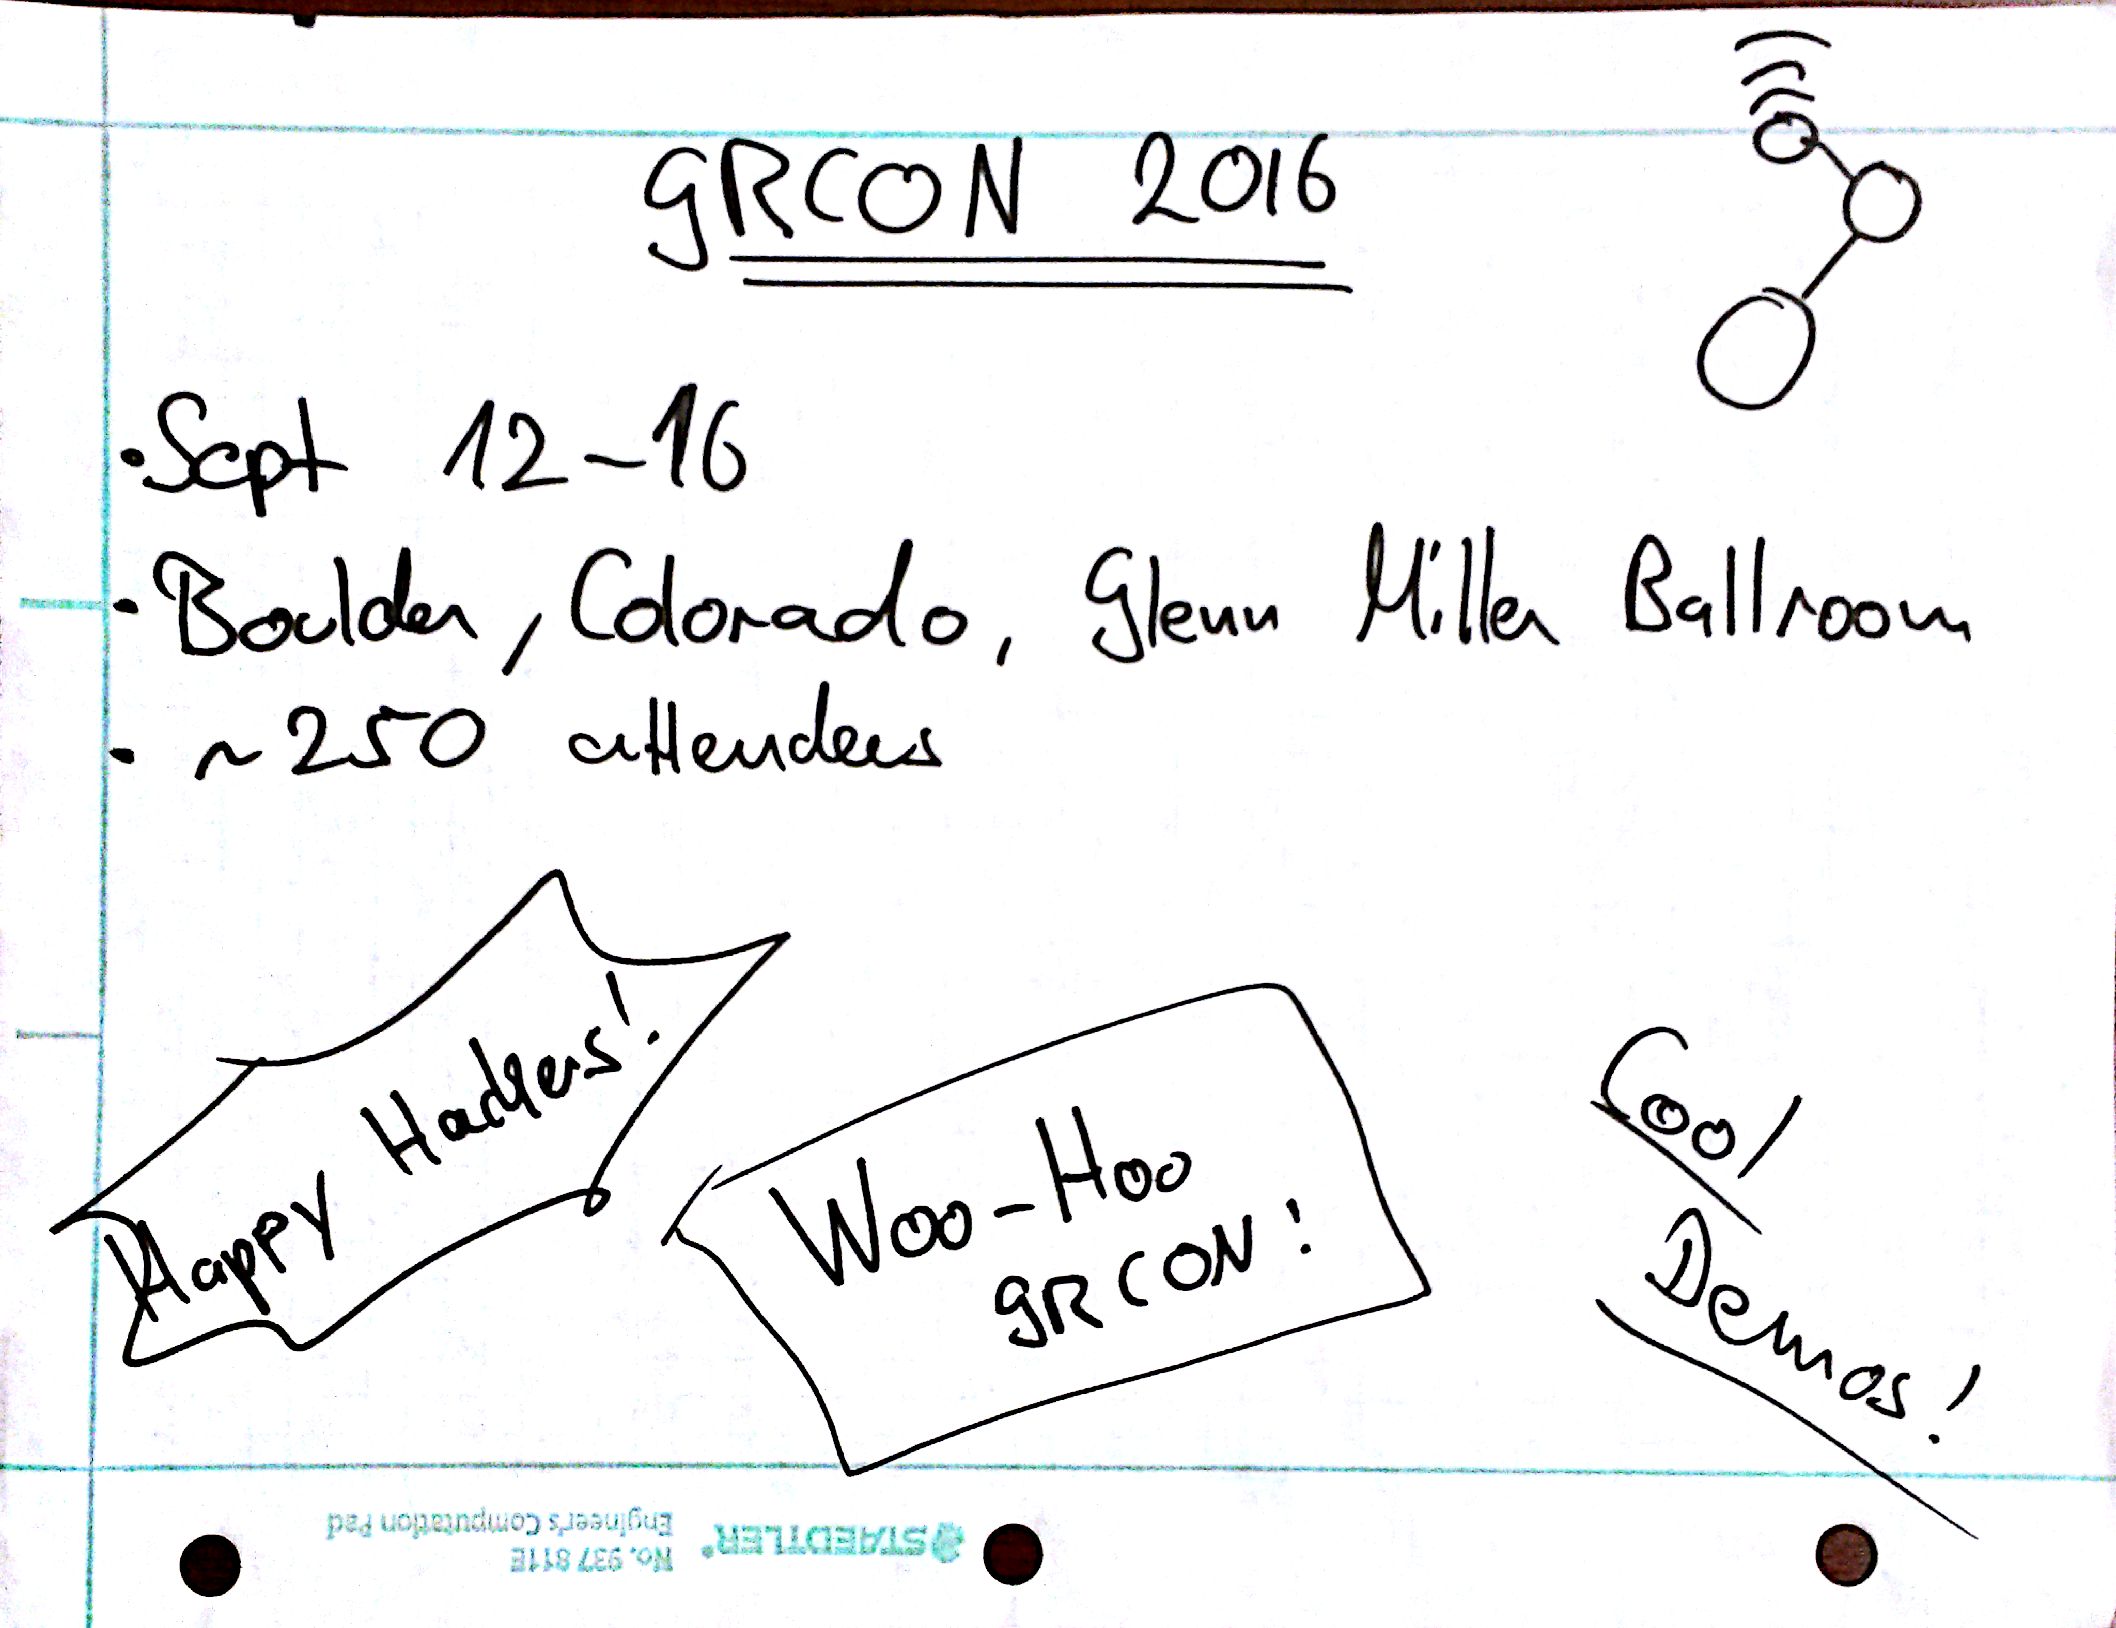 GRCON 2016
• Sept 12-16
• Boulder, Colorado, Glenn Miller Ballroom
• ~250 attendees
Happy Hackers!
Woo-Hoo
GRCON!
Cool
Demos!
STAEDTLER®
No. 937 811E
Engineer's Computation Pad